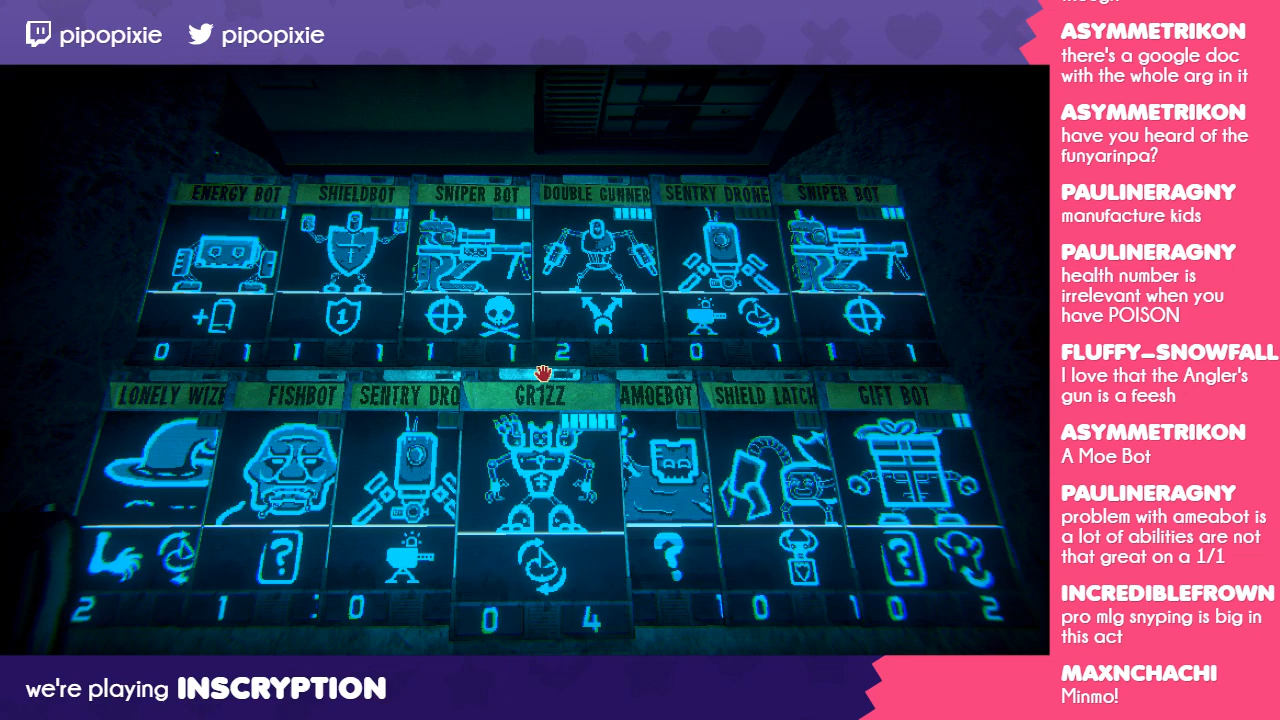 pipopixie pipopixie
ENERGY BOT SHIELDBOT SNIPER BOT DOUBLE GUNNER SENTRY DRONE SNIPER BOT
1
0 1 1 1 1 1 2 1 0 1 1 1
LONELY WIZE FISHBOT SENTRY DRO GR1ZZ AMOEBOT SHIELD LATCH GIFT BOT
? ? ?
2 1 0 0 4 1 0 1 0 2
we're playing INSCRYPTION
ASYMMETRIKON
there's a google doc
with the whole arg in it
ASYMMETRIKON
have you heard of the
funyarinpa?
PAULINERAGNY
manufacture kids
PAULINERAGNY
health number is
irrelevant when you
have POISON
FLUFFY-SNOWFALL
I love that the Angler's
gun is a feesh
ASYMMETRIKON
A Moe Bot
PAULINERAGNY
problem with ameabot is
a lot of abilities are not
that great on a 1/1
INCREDIBLEFROWN
pro mlg snyping is big in
this act
MAXNCHACHI
Minmo!